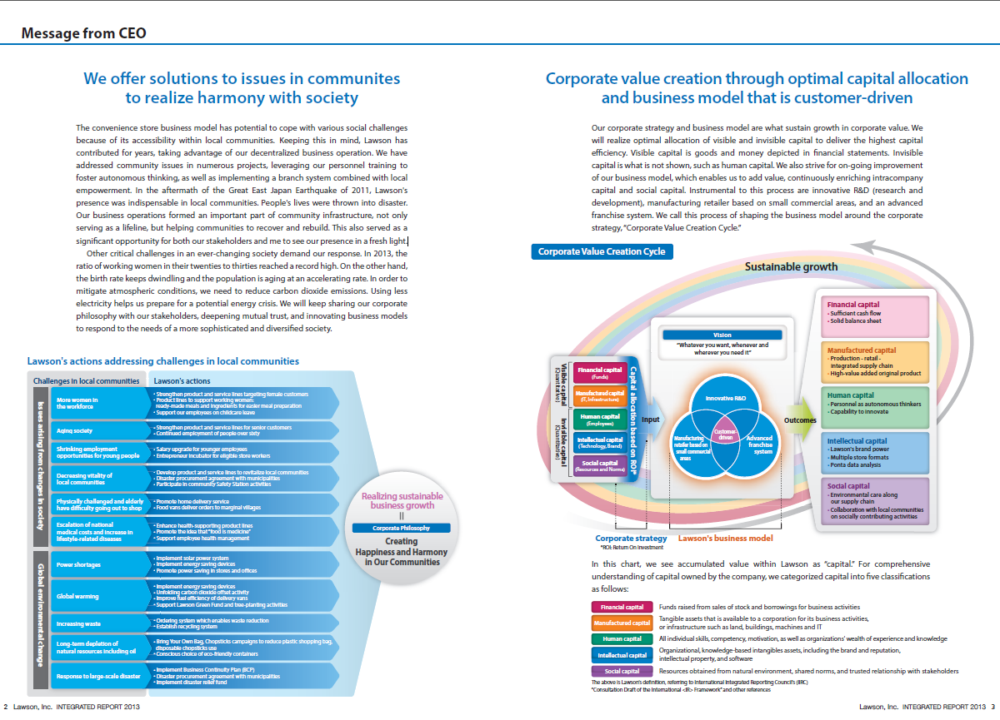 Message from CEO
We offer solutions to issues in communites
to realize harmony with society
The convenience store business model has potential to cope with various social challenges
because of its accessibility within local communities. Keeping this in mind, Lawson has
contributed for years, taking advantage of our decentralized business operation. We have
addressed community issues in numerous projects, leveraging our personnel training to
foster autonomous thinking, as well as implementing a branch system combined with local
empowerment. In the aftermath of the Great East Japan Earthquake of 2011, Lawson's
presence was indispensable in local communities. People's lives were thrown into disaster.
Our business operations formed an important part of community infrastructure, not only
serving as a lifeline, but helping communities to recover and rebuild. This also served as a
significant opportunity for both our stakeholders and me to see our presence in a fresh light.
Other critical challenges in an ever-changing society demand our response. In 2013, the
ratio of working women in their twenties to thirties reached a record high. On the other hand,
the birth rate keeps dwindling and the population is aging at an accelerating rate. In order to
mitigate atmospheric conditions, we need to reduce carbon dioxide emissions. Using less
electricity helps us prepare for a potential energy crisis. We will keep sharing our corporate
philosophy with our stakeholders, deepening mutual trust, and innovating business models
to respond to the needs of a more sophisticated and diversified society.
Lawson's actions addressing challenges in local communities
Challenges in local communities
Lawson's actions
Issues arising from changes in society
More women in
the workforce
• Strengthen product and service lines targeting female customers
• Product lines to support working women:
ready-made meals and ingredients for easier meal preparation
• Support our employees on childcare leave
Aging society
• Strengthen product and service lines for senior customers
• Continued employment of people over sixty
Shrinking employment
opportunities for young people
• Salary upgrade for younger employees
• Entrepreneur incubator for eligible store workers
Decreasing vitality of
local communities
• Develop product and service lines to revitalize local communities
• Disaster procurement agreement with municipalities
• Participate in community Safety Station activities
Physically challenged and elderly
have difficulty going out to shop
• Promote home delivery service
• Food vans deliver orders to marginal villages
Escalation of national
medical costs and increase in
lifestyle-related diseases
• Enhance health-supporting product lines
• Promote the idea that "food is medicine"
• Support employee health management
Global environmental change
Power shortages
• Implement solar power system
• Implement energy saving devices
• Promote power saving in stores and offices
Global warming
• Implement energy saving devices
• Unfolding carbon dioxide offset activity
• Improve fuel efficiency of delivery vans
• Support Lawson Green Fund and tree-planting activities
Increasing waste
• Ordering system which enables waste reduction
• Establish recycling system
Long-term depletion of
natural resources including oil
• Bring Your Own Bag, Chopsticks campaigns to reduce plastic shopping bag,
disposable chopsticks use
• Conscious choice of eco-friendly containers
Response to large-scale disaster
• Implement Business Continuity Plan (BCP)
• Disaster procurement agreement with municipalities
• Implement disaster relief fund
Realizing sustainable
business growth
=
Corporate Philosophy
Creating
Happiness and Harmony
in Our Communities
2 Lawson, Inc. INTEGRATED REPORT 2013
Corporate value creation through optimal capital allocation
and business model that is customer-driven
Our corporate strategy and business model are what sustain growth in corporate value. We
will realize optimal allocation of visible and invisible capital to deliver the highest capital
efficiency. Visible capital is goods and money depicted in financial statements. Invisible
capital is what is not shown, such as human capital. We also strive for on-going improvement
of our business model, which enables us to add value, continuously enriching intracompany
capital and social capital. Instrumental to this process are innovative R&D (research and
development), manufacturing retailer based on small commercial areas, and an advanced
franchise system. We call this process of shaping the business model around the corporate
strategy, "Corporate Value Creation Cycle."
Corporate Value Creation Cycle
Sustainable growth
Visible capital
(Quantitative)
Invisible capital
(Quantitative)
Financial capital
(Funds)
Manufactured capital
(IT, Infrastructure)
Human capital
(Employees)
Intellectual capital
(Technology, Brand)
Social capital
(Resources and Norms)
Capital allocation based on ROI*
Input
Vision
"Whatever you want, whenever and
wherever you need it"
Innovative R&D
Customer-
driven
Manufacturing
retailer based on
small commercial
areas
Advanced
franchise
system
Outcomes
Financial capital
· Sufficient cash flow
· Solid balance sheet
Manufactured capital
· Production - retail -
integrated supply chain
· High-value added original product
Human capital
· Personnel as autonomous thinkers
· Capability to innovate
Intellectual capital
· Lawson's brand power
· Multiple store formats
· Ponta data analysis
Social capital
· Environmental care along
our supply chain
· Collaboration with local communities
on socially contributing activities
Corporate strategy
Lawson's business model
*ROI: Return On Investment
In this chart, we see accumulated value within Lawson as "capital." For comprehensive
understanding of capital owned by the company, we categorized capital into five classifications
as follows:
Financial capital
Funds raised from sales of stock and borrowings for business activities
Manufactured capital
Tangible assets that is available to a corporation for its business activities,
or infrastructure such as land, buildings, machines and IT
Human capital
All individual skills, competency, motivation, as well as organizations' wealth of experience and knowledge
Intellectual capital
Organizational, knowledge-based intangibles assets, including the brand and reputation,
intellectual property, and software
Social capital
Resources obtained from natural environment, shared norms, and trusted relationship with stakeholders
The above is Lawson's definition, referring to International Integrated Reporting Council's (IIRC)
"Consultation Draft of the International <IR> Framework" and other references
Lawson, Inc. INTEGRATED REPORT 2013 3